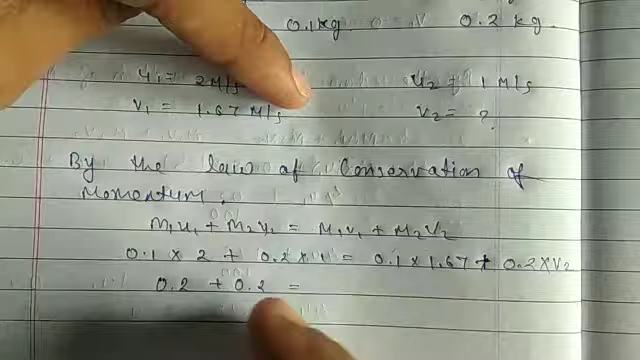 0.1kg. 0.2 kg.
u1 = 2 M/s u2 = 1 M/s
V1 = 1.67 M/s V2 = ?
By the law of Conservation of
Momentum.
M1u1 + M2u2 = M1V1 + M2V2
0.1 × 2 + 0.2 × 1 = 0.1 × 1.67 + 0.2 × V2
0.2 + 0.2 =